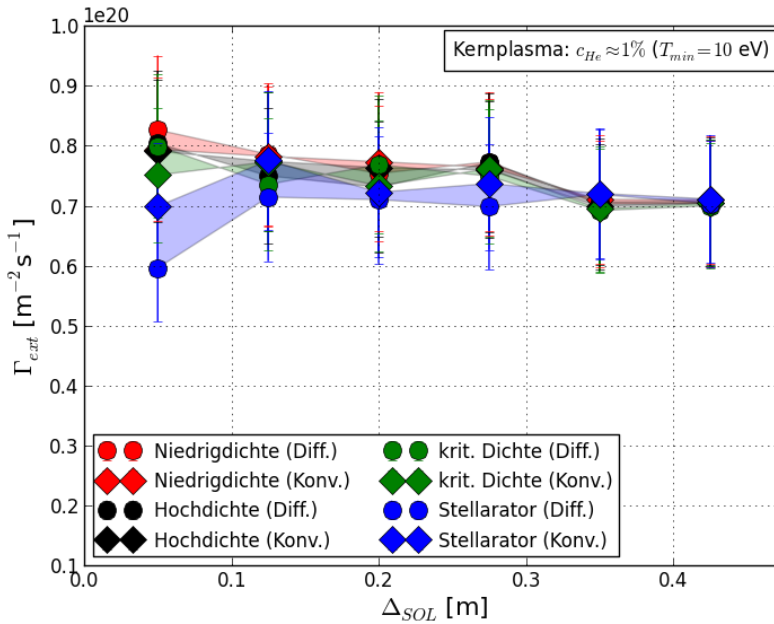 1e20
1.0
0.9
0.8
0.7
0.6
0.5
0.4
0.3
0.2
0.1
Γ_ext [m⁻² s⁻¹]
Kernplasma: c_He ≈1% (T_min=10 eV)
Niedrigdichte (Diff.)
Niedrigdichte (Konv.)
Hochdichte (Diff.)
Hochdichte (Konv.)
krit. Dichte (Diff.)
krit. Dichte (Konv.)
Stellarator (Diff.)
Stellarator (Konv.)
0.0 0.1 0.2 0.3 0.4
Δ_SOL [m]